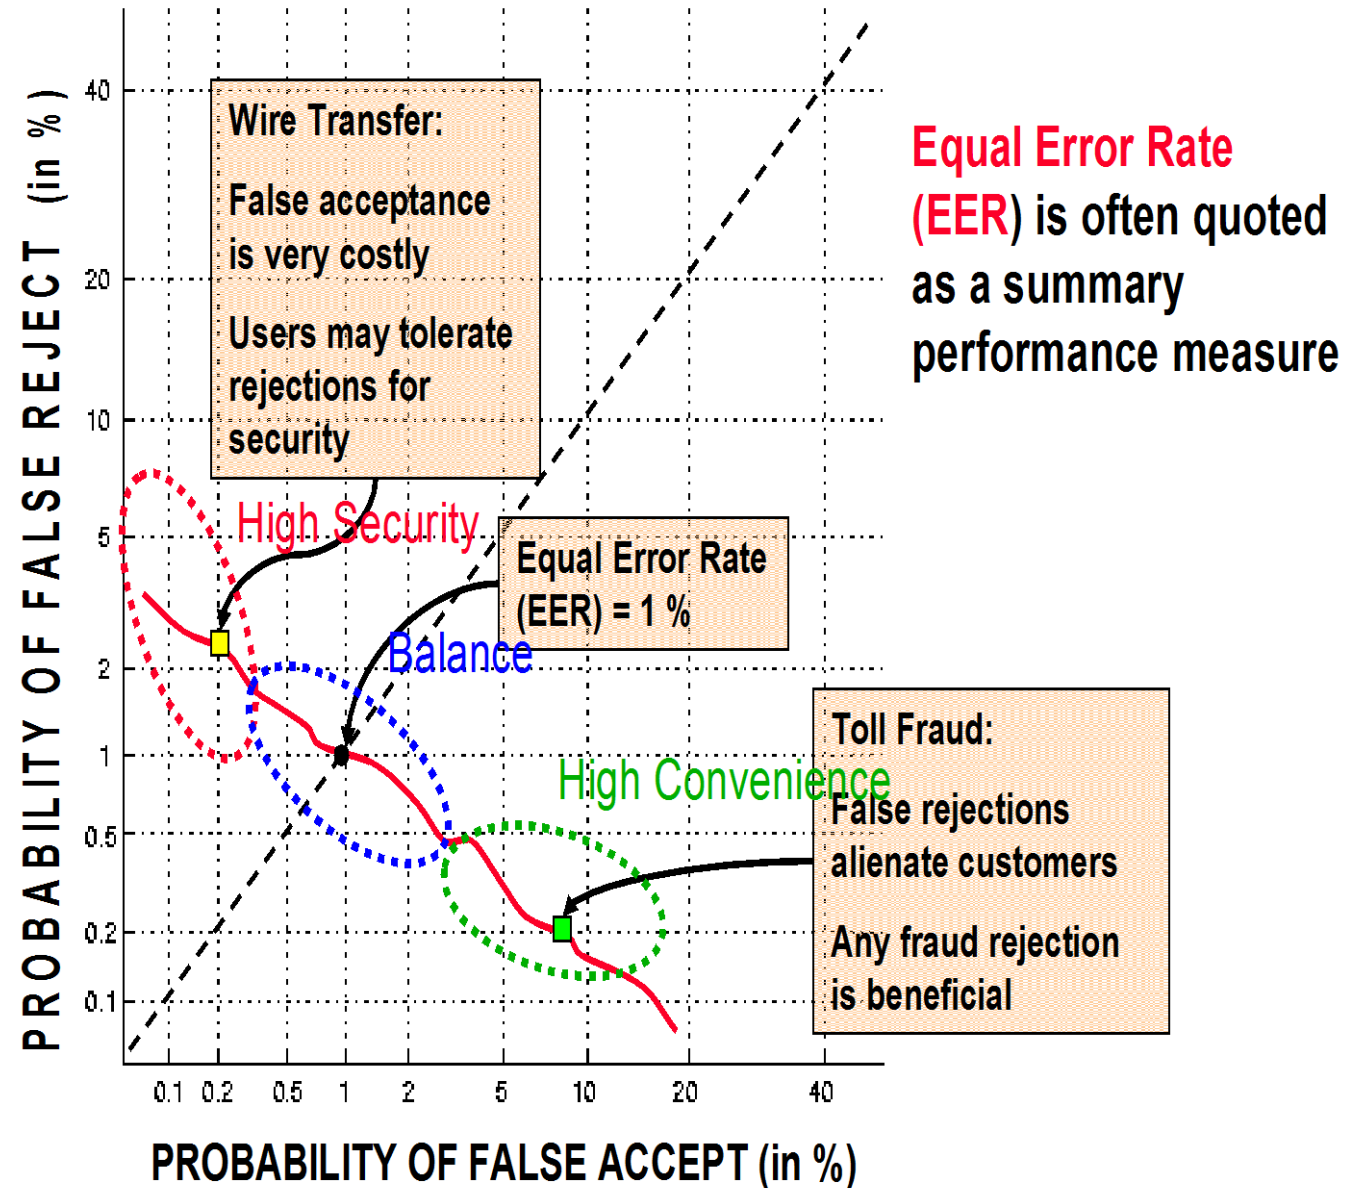 PROBABILITY OF FALSE REJECT (in %)
40
20
10
5
2
1
0.5
0.2
0.1
Wire Transfer:
False acceptance
is very costly
Users may tolerate
rejections for
security
Equal Error Rate
(EER) is often quoted
as a summary
performance measure
High Security
Equal Error Rate
(EER) = 1 %
Balance
High Convenience
Toll Fraud:
False rejections
alienate customers
Any fraud rejection
is beneficial
0.1 0.2 0.5 1 2 5 10 20 40
PROBABILITY OF FALSE ACCEPT (in %)